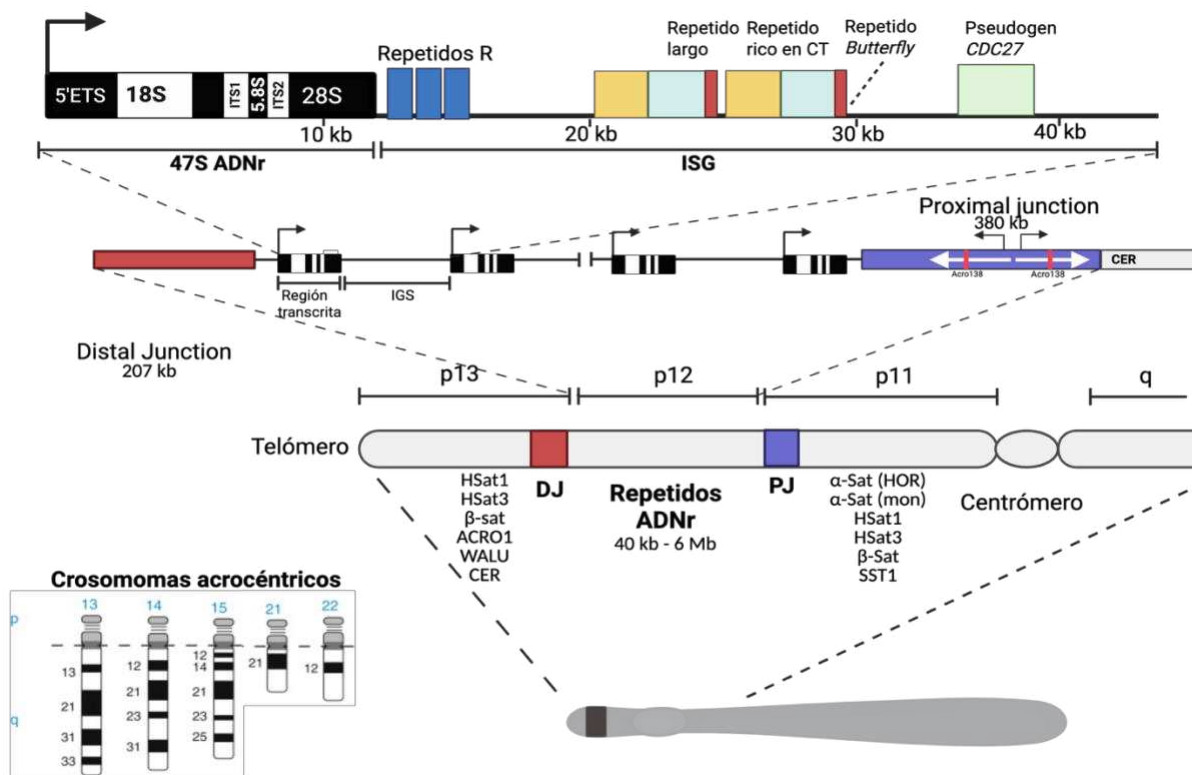 Repetidos R
Repetido
largo
Repetido
rico en CT
Repetido
Butterfly
Pseudogen
CDC27
5'ETS
18S
ITS1
5.8S
ITS2
28S
10 kb
20 kb
30 kb
40 kb
47S ADNr
ISG
Proximal junction
380 kb
Acro138
Acro138
CER
Región
transcrita
IGS
Distal Junction
207 kb
p13
p12
p11
q
Telómero
HSat1
HSat3
β-sat
ACRO1
WALU
CER
DJ
Repetidos
ADNr
40 kb - 6 Mb
PJ
α-Sat (HOR)
α-Sat (mon)
HSat1
HSat3
β-Sat
SST1
Centrómero
Crosomomas acrocéntricos
13
14
15
21
22
p
q
13
21
31
33
12
21
23
31
12
14
21
23
25
21
12